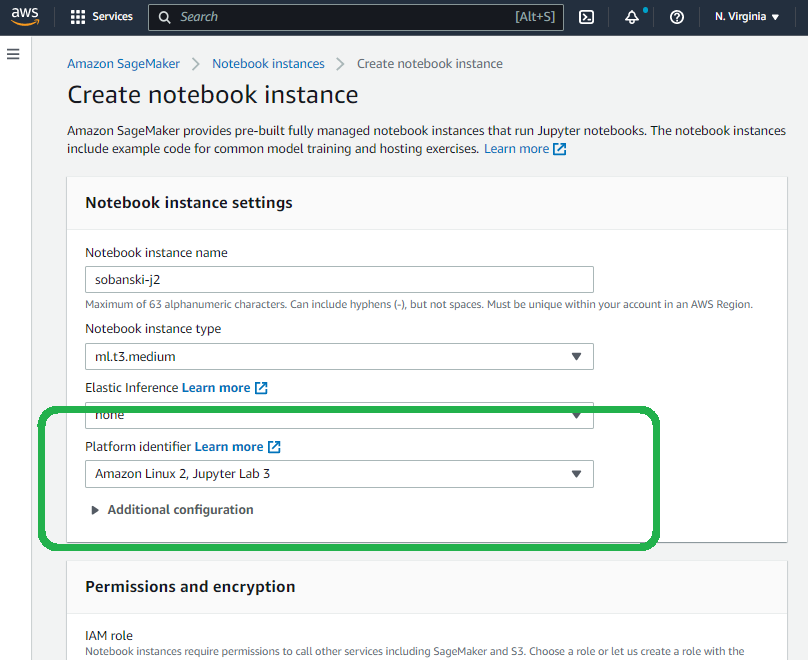 aws Services Search [Alt+S] N. Virginia
Amazon SageMaker Notebook instances Create notebook instance
Create notebook instance
Amazon SageMaker provides pre-built fully managed notebook instances that run Jupyter notebooks. The notebook instances
include example code for common model training and hosting exercises. Learn more
Notebook instance settings
Notebook instance name
sobanski-j2
Maximum of 63 alphanumeric characters. Can include hyphens (-), but not spaces. Must be unique within your account in an AWS Region.
Notebook instance type
ml.t3.medium
Elastic Inference Learn more
none
Platform identifier Learn more
Amazon Linux 2, Jupyter Lab 3
Additional configuration
Permissions and encryption
IAM role
Notebook instances require permissions to call other services including SageMaker and S3. Choose a role or let us create a role with the